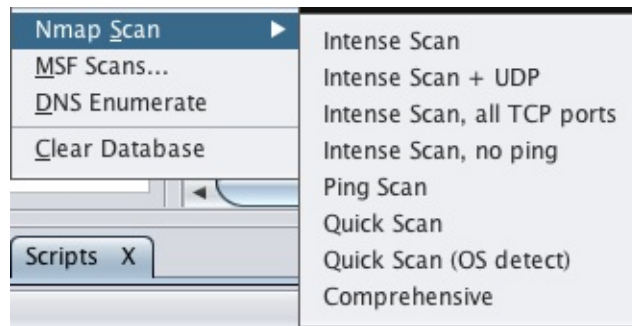 Nmap Scan
MSF Scans...
DNS Enumerate
Clear Database
Intense Scan
Intense Scan + UDP
Intense Scan, all TCP ports
Intense Scan, no ping
Ping Scan
Quick Scan
Quick Scan (OS detect)
Comprehensive
Scripts X